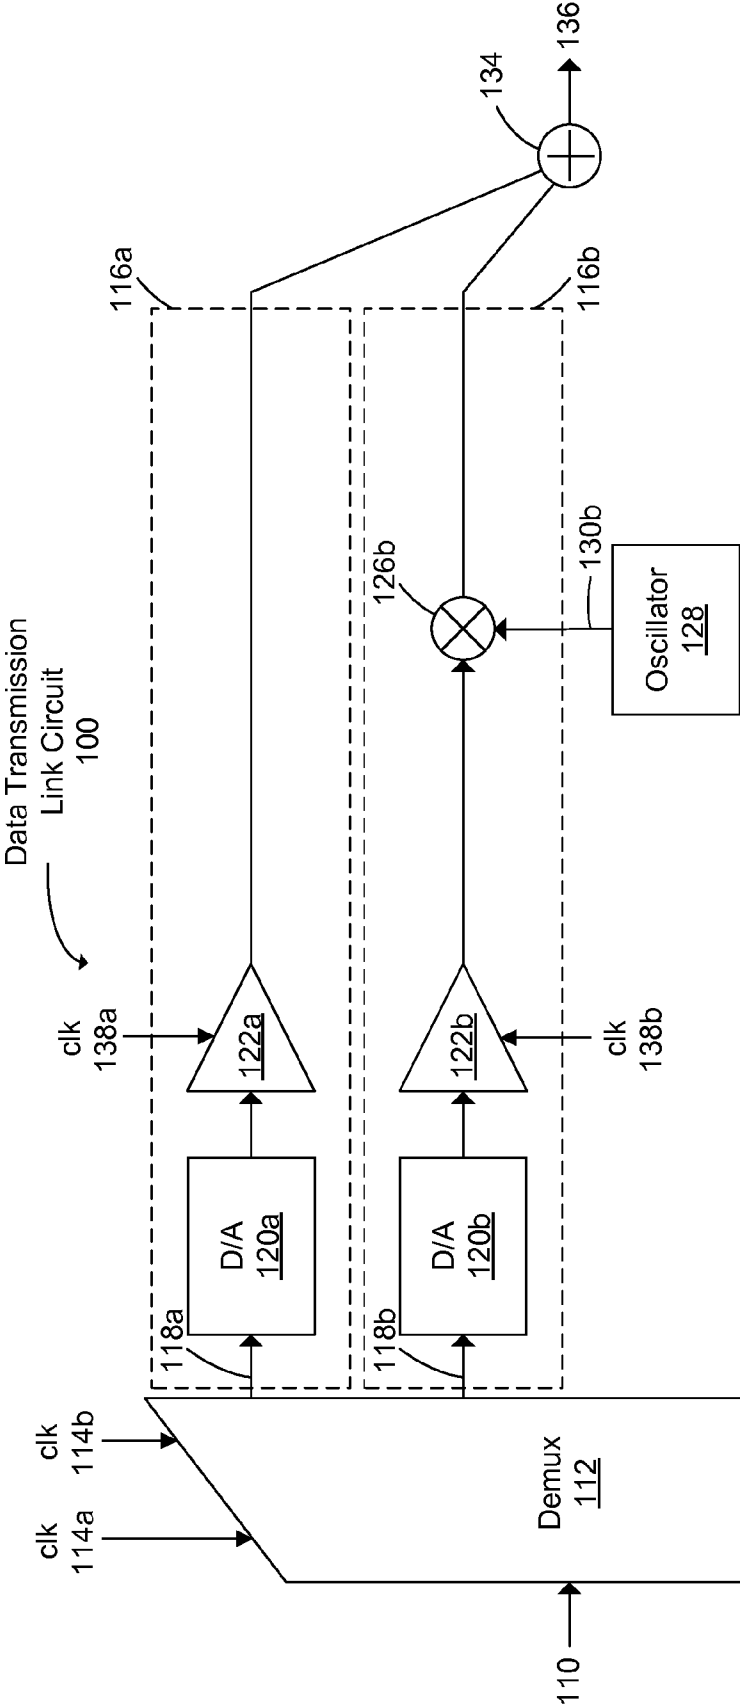 Data Transmission
Link Circuit
100
clk
114a
clk
114b
110
Demux
112
118a
D/A
120a
clk
138a
122a
116a
118b
D/A
120b
122b
clk
138b
126b
130b
Oscillator
128
116b
134
136